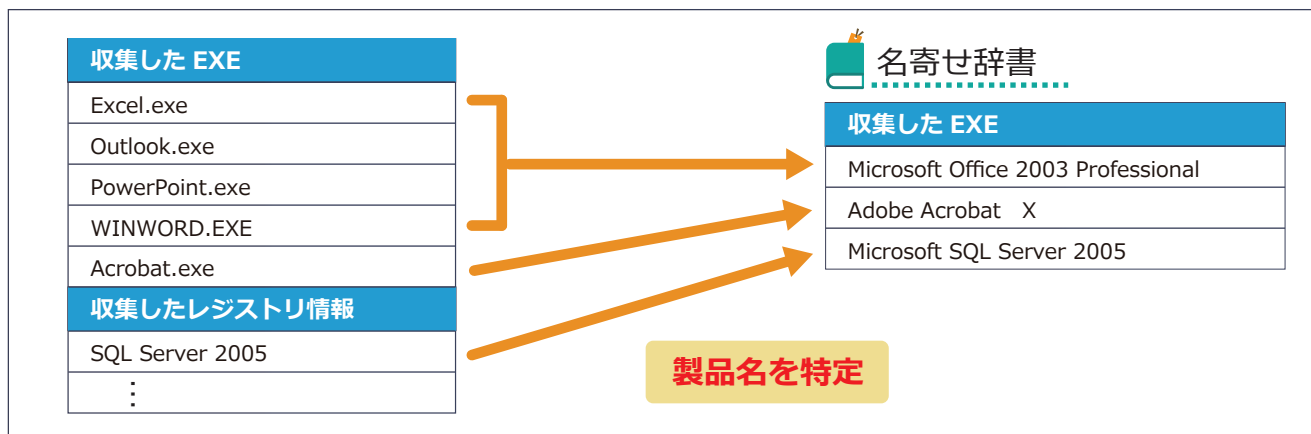 収集した EXE
Excel.exe
Outlook.exe
PowerPoint.exe
WINWORD.EXE
Acrobat.exe
収集したレジストリ情報
SQL Server 2005
⋮
名寄せ辞書
収集した EXE
Microsoft Office 2003 Professional
Adobe Acrobat　X
Microsoft SQL Server 2005
製品名を特定